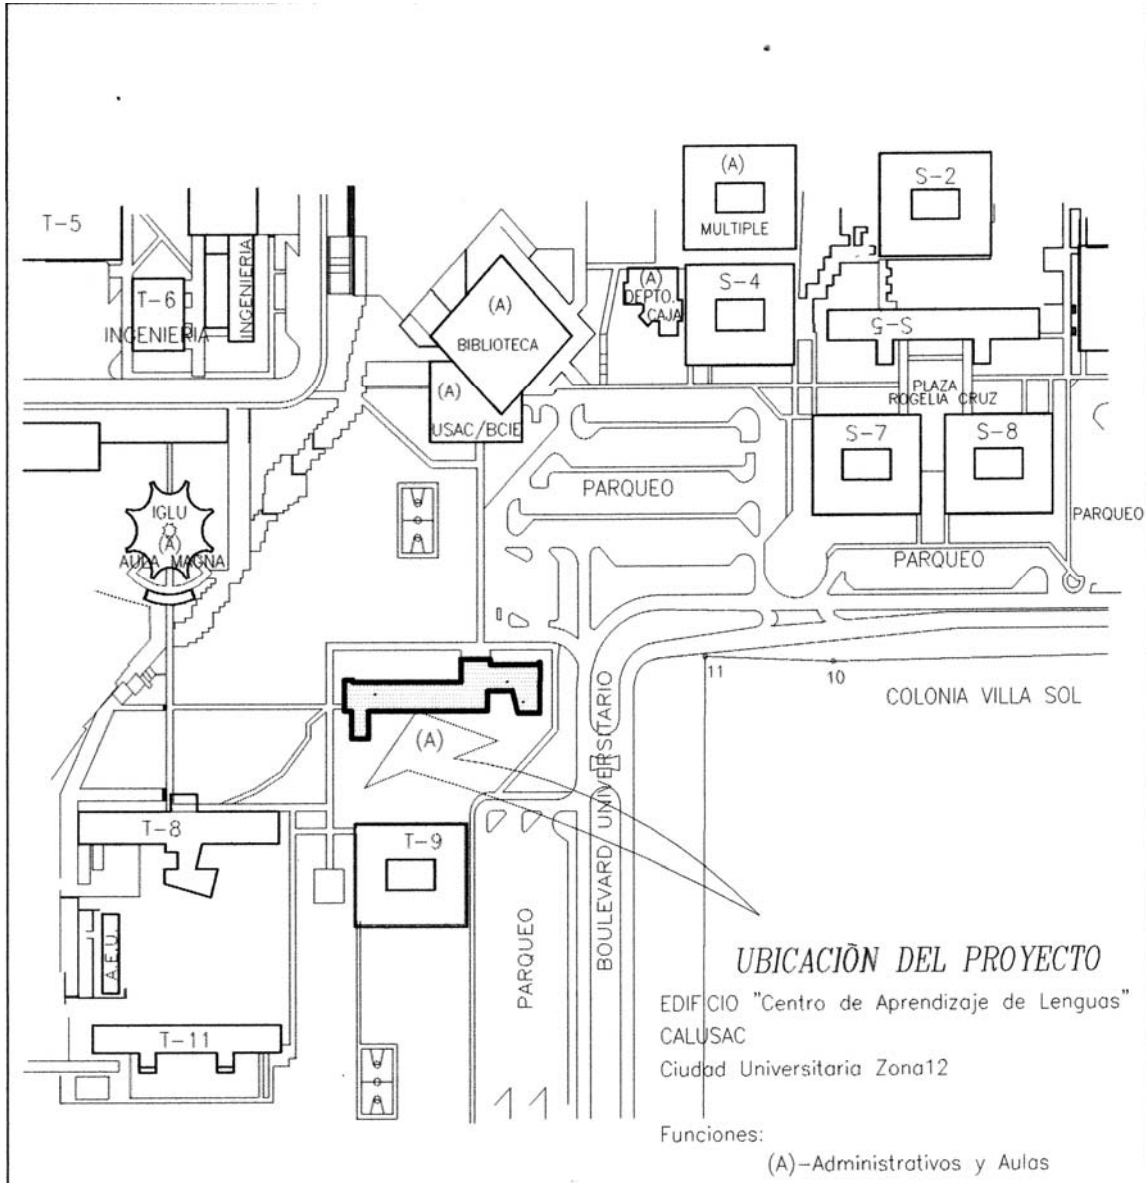 (A)
MULTIPLE
S-2
T-5
INGENIERIA
T-6
INGENIERIA
(A)
BIBLIOTECA
(A)
DEPTO.
CAJA
S-4
S-5
(A)
USAC/BCIE
PLAZA
ROGELIA CRUZ
S-7
S-8
PARQUEO
PARQUEO
PARQUEO
IGLU
(A)
AULA MAGNA
11
10
COLONIA VILLA SOL
BOULEVARD UNIVERSITARIO
(A)
T-8
T-9
PARQUEO
A.E.U.
T-11
UBICACIÒN DEL PROYECTO
EDIFICIO "Centro de Aprendizaje de Lenguas"
CALUSAC
Ciudad Universitaria Zona12
Funciones:
(A)-Administrativos y Aulas